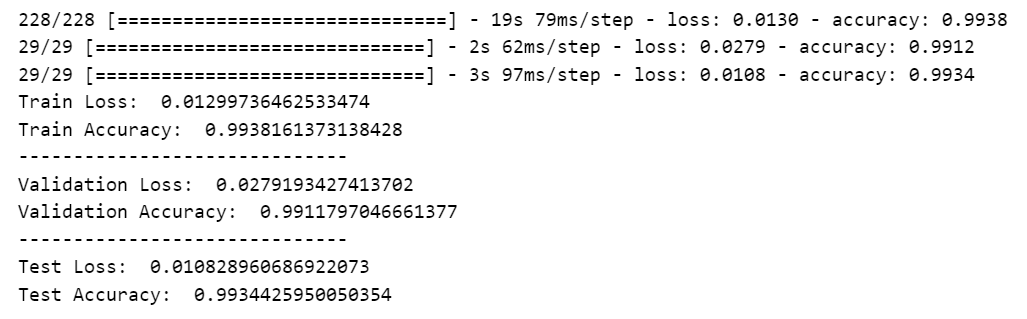 228/228 [==============================] - 19s 79ms/step - loss: 0.0130 - accuracy: 0.9938
29/29 [==============================] - 2s 62ms/step - loss: 0.0279 - accuracy: 0.9912
29/29 [==============================] - 3s 97ms/step - loss: 0.0108 - accuracy: 0.9934
Train Loss:  0.01299736462533474
Train Accuracy:  0.9938161373138428
------------------------------
Validation Loss:  0.0279193427413702
Validation Accuracy:  0.9911797046661377
------------------------------
Test Loss:  0.010828960686922073
Test Accuracy:  0.9934425950050354